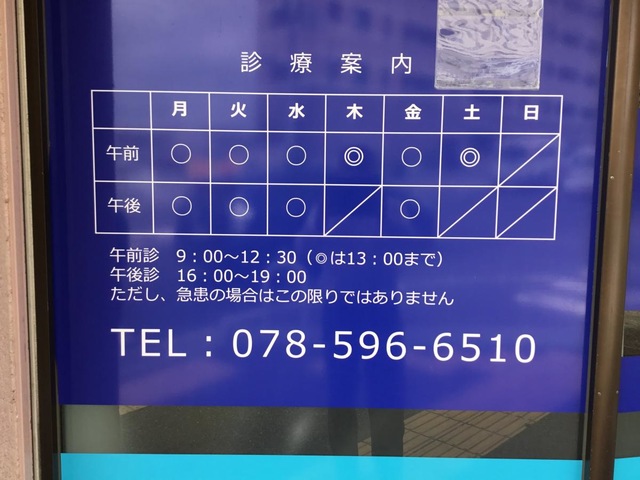 診療案内
月 火 水 木 金 土 日
午前 ○ ○ ○ ◎ ○ ◎ ／
午後 ○ ○ ○ ／ ○ ／ ／
午前診 9：00～12：30（◎は13：00まで）
午後診 16：00～19：00
ただし、急患の場合はこの限りではありません
TEL：078-596-6510